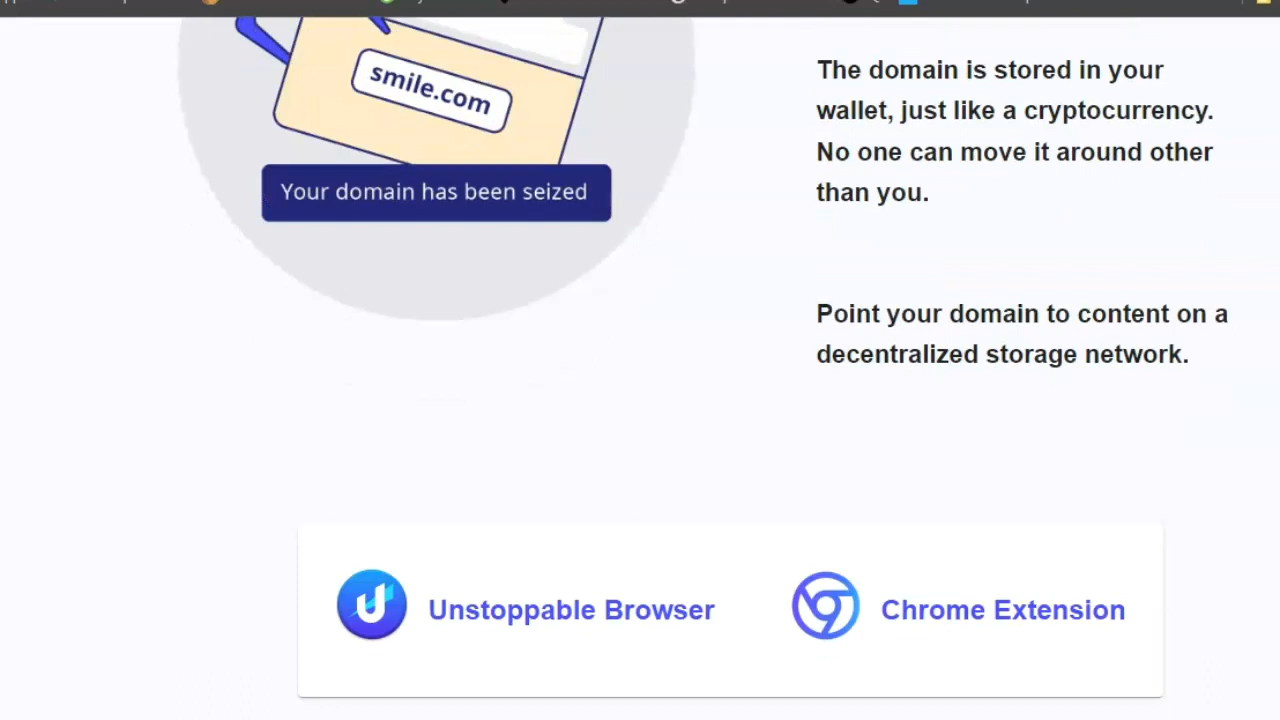 smile.com
Your domain has been seized
The domain is stored in your
wallet, just like a cryptocurrency.
No one can move it around other
than you.
Point your domain to content on a
decentralized storage network.
Unstoppable Browser
Chrome Extension